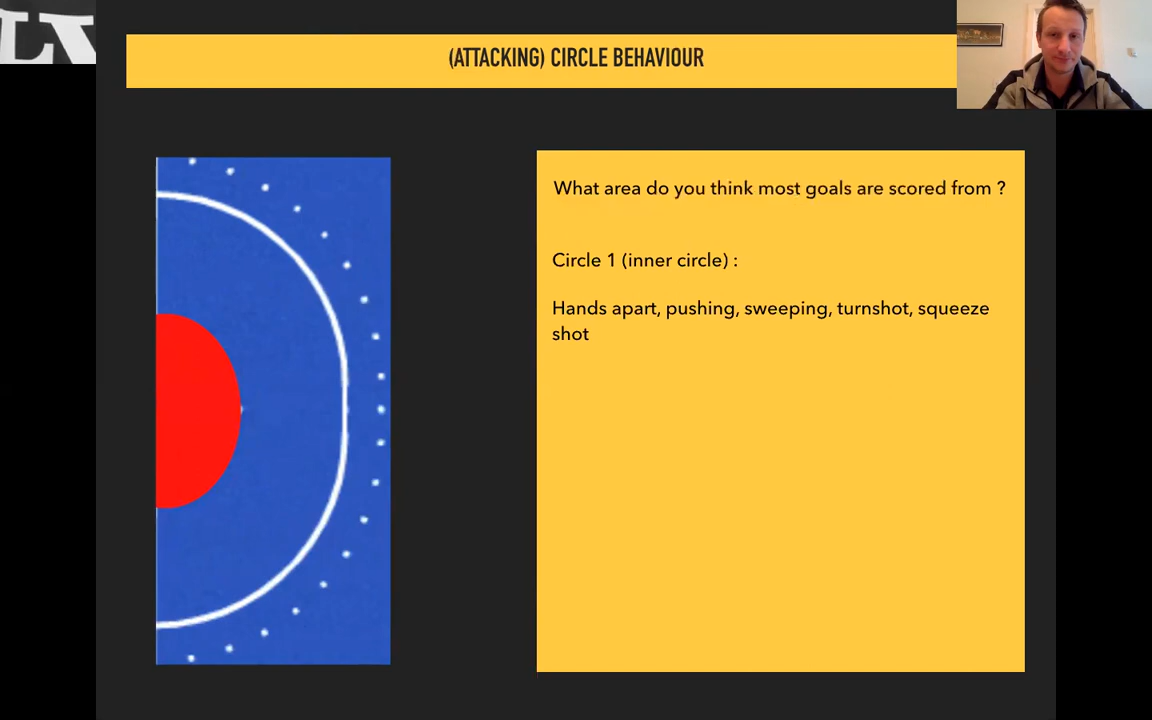 (ATTACKING) CIRCLE BEHAVIOUR
What area do you think most goals are scored from ?
Circle 1 (inner circle) :
Hands apart, pushing, sweeping, turnshot, squeeze
shot